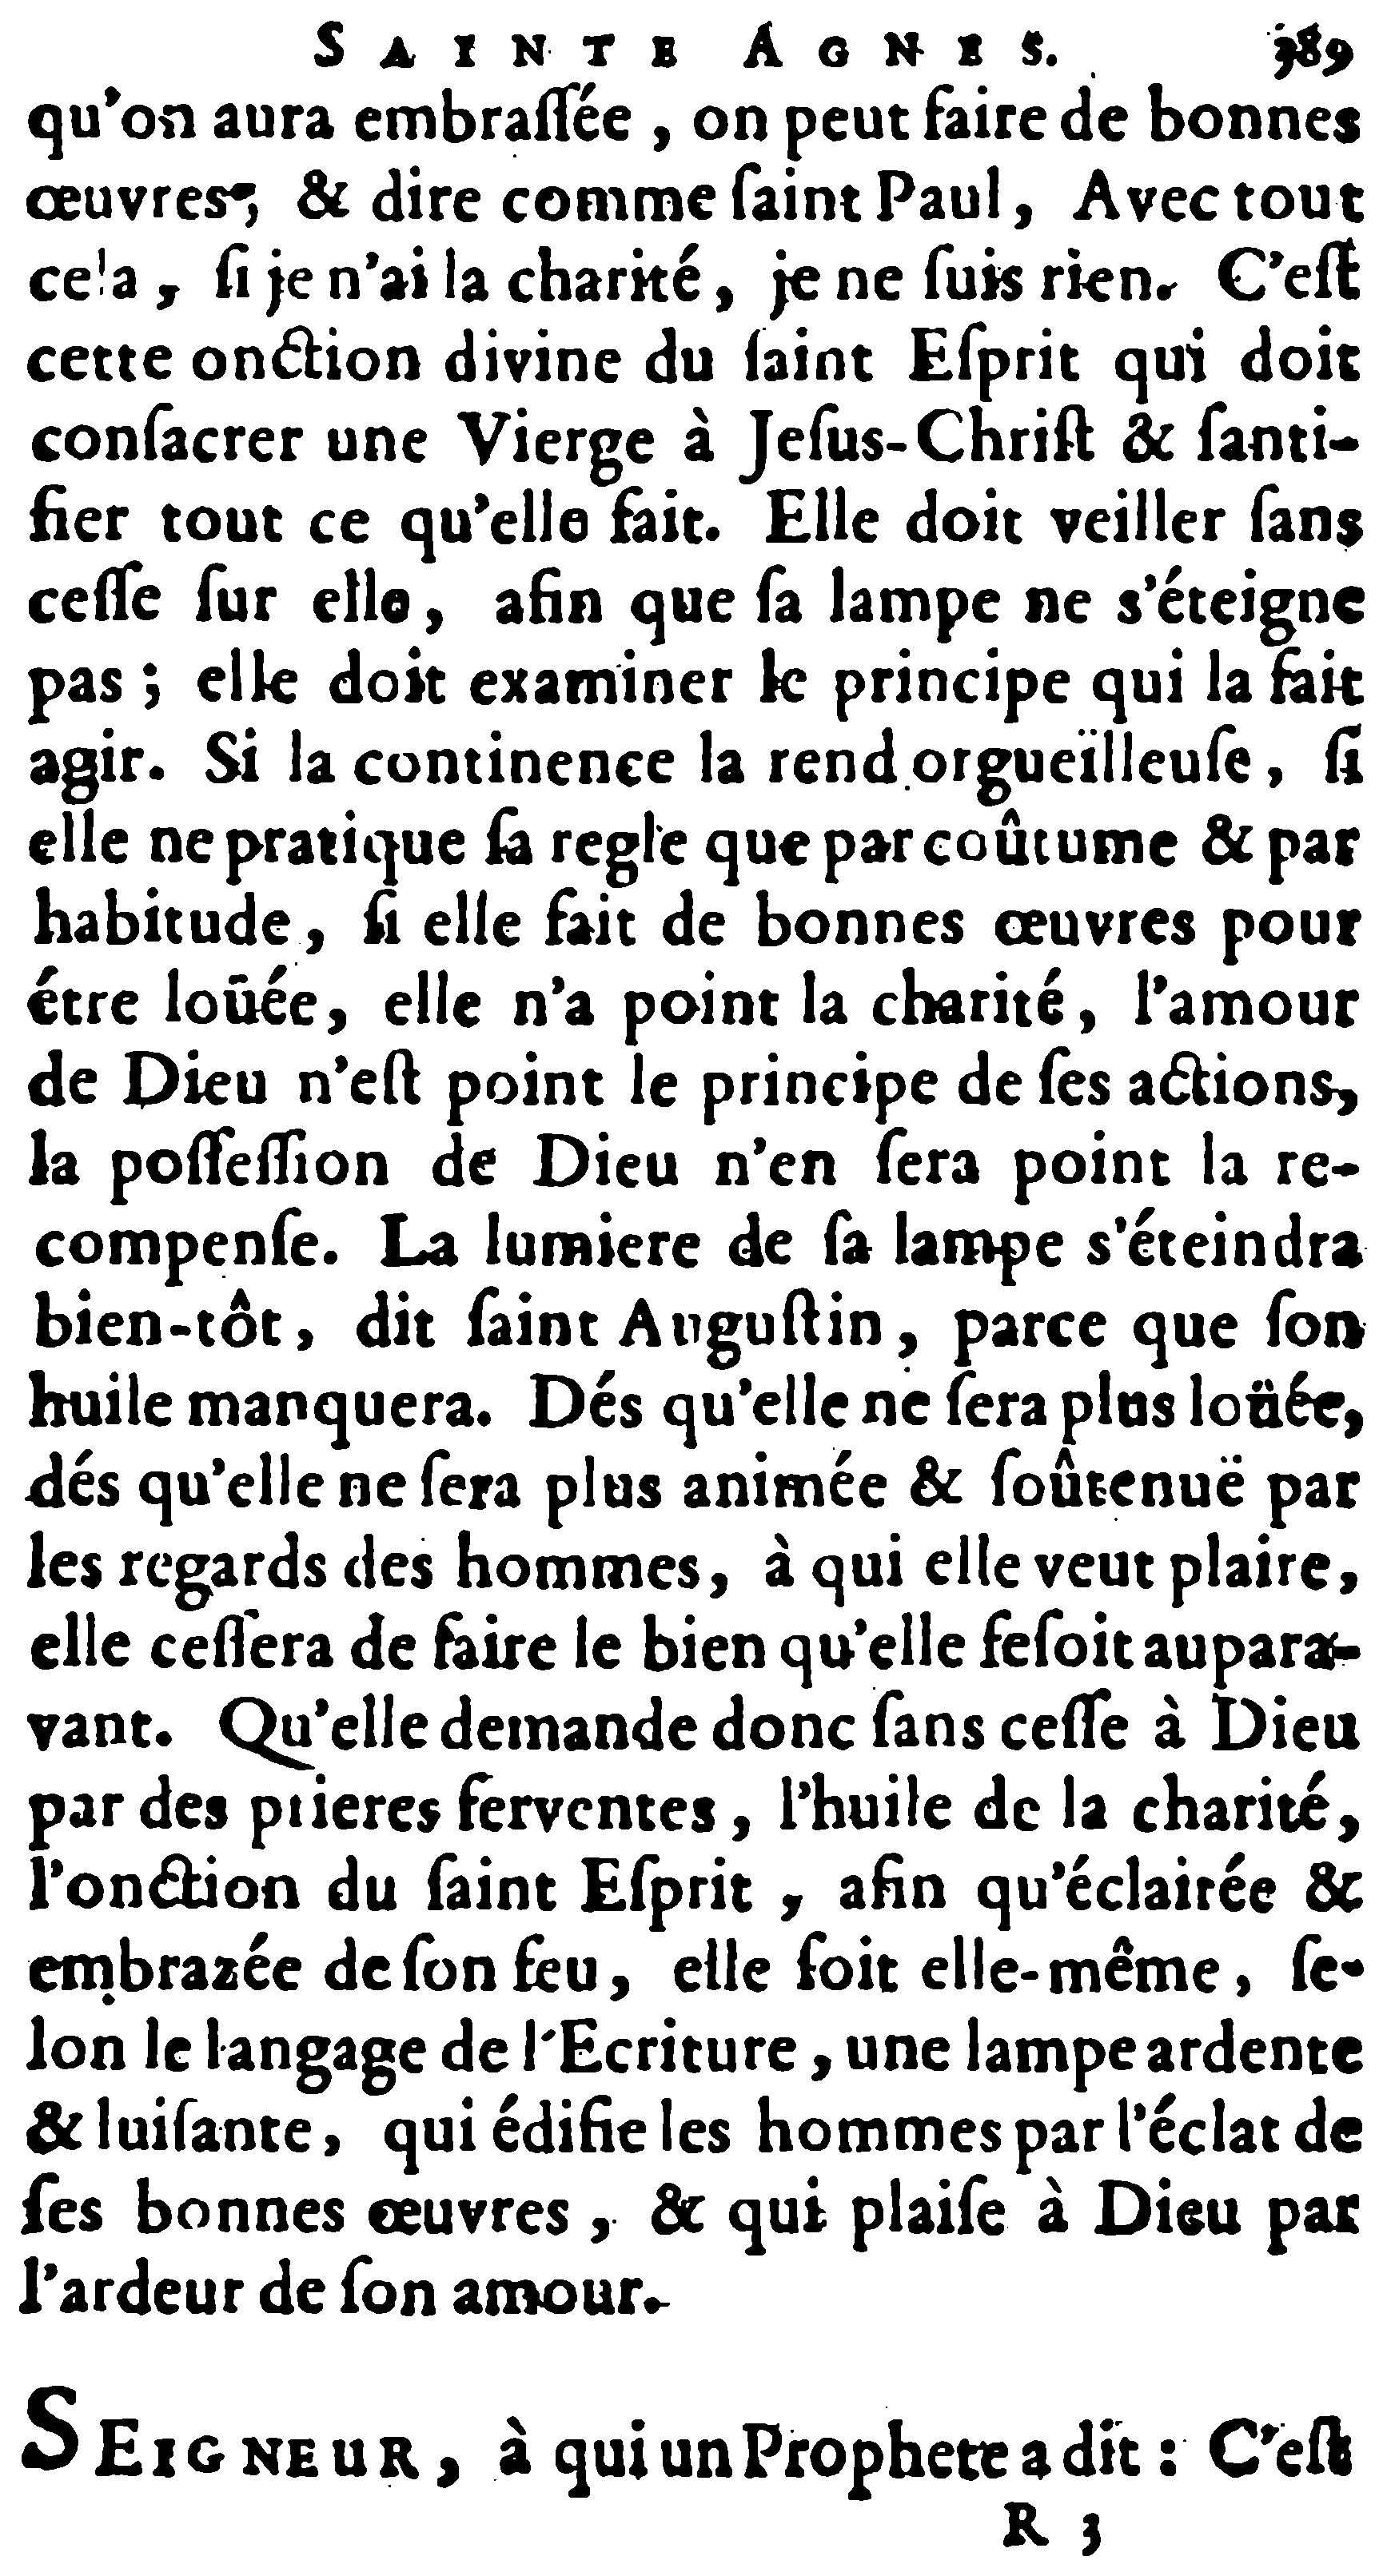 SAINTE AGNES. 389
qu'on aura embraſſée, on peut faire de bonnes
œuvres, & dire comme ſaint Paul, Avec tout
cela, ſi je n'ai la charité, je ne ſuis rien. C'eſt
cette onction divine du ſaint Eſprit qui doit
conſacrer une Vierge à Jeſus-Chriſt & ſanti-
fier tout ce qu'elle fait. Elle doit veiller ſans
ceſſe ſur elle, afin que ſa lampe ne s'éteigne
pas ; elle doit examiner le principe qui la fait
agir. Si la continence la rend orgueïlleuſe, ſi
elle ne pratique ſa regle que par coûtume & par
habitude, ſi elle fait de bonnes œuvres pour
étre loüée, elle n'a point la charité, l'amour
de Dieu n'eſt point le principe de ſes actions,
la poſſeſſion de Dieu n'en ſera point la re-
compenſe. La lumiere de ſa lampe s'éteindra
bien-tôt, dit ſaint Auguſtin, parce que ſon
huile manquera. Dés qu'elle ne ſera plus loüée,
dés qu'elle ne ſera plus animée & ſoûtenuë par
les regards des hommes, à qui elle veut plaire,
elle ceſſera de faire le bien qu'elle feſoit aupara-
vant. Qu'elle demande donc ſans ceſſe à Dieu
par des prieres ferventes, l'huile de la charité,
l'onction du ſaint Eſprit, afin qu'éclairée &
embrazée de ſon feu, elle ſoit elle-même, ſe-
lon le langage de l'Ecriture, une lampe ardente
& luiſante, qui édifie les hommes par l'éclat de
ſes bonnes œuvres, & qui plaiſe à Dieu par
l'ardeur de ſon amour.
SEIGNEUR, à qui un Prophete a dit : C'eſt
R 3